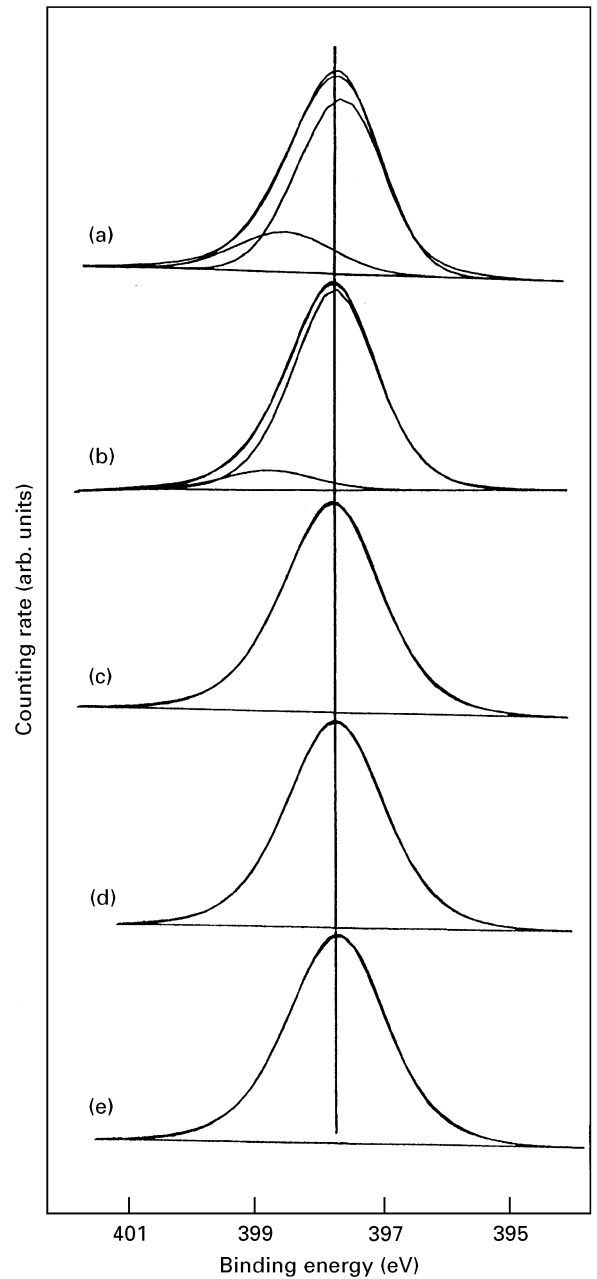 (a)
(b)
(c)
(d)
(e)
Counting rate (arb. units)
401 399 397 395
Binding energy (eV)